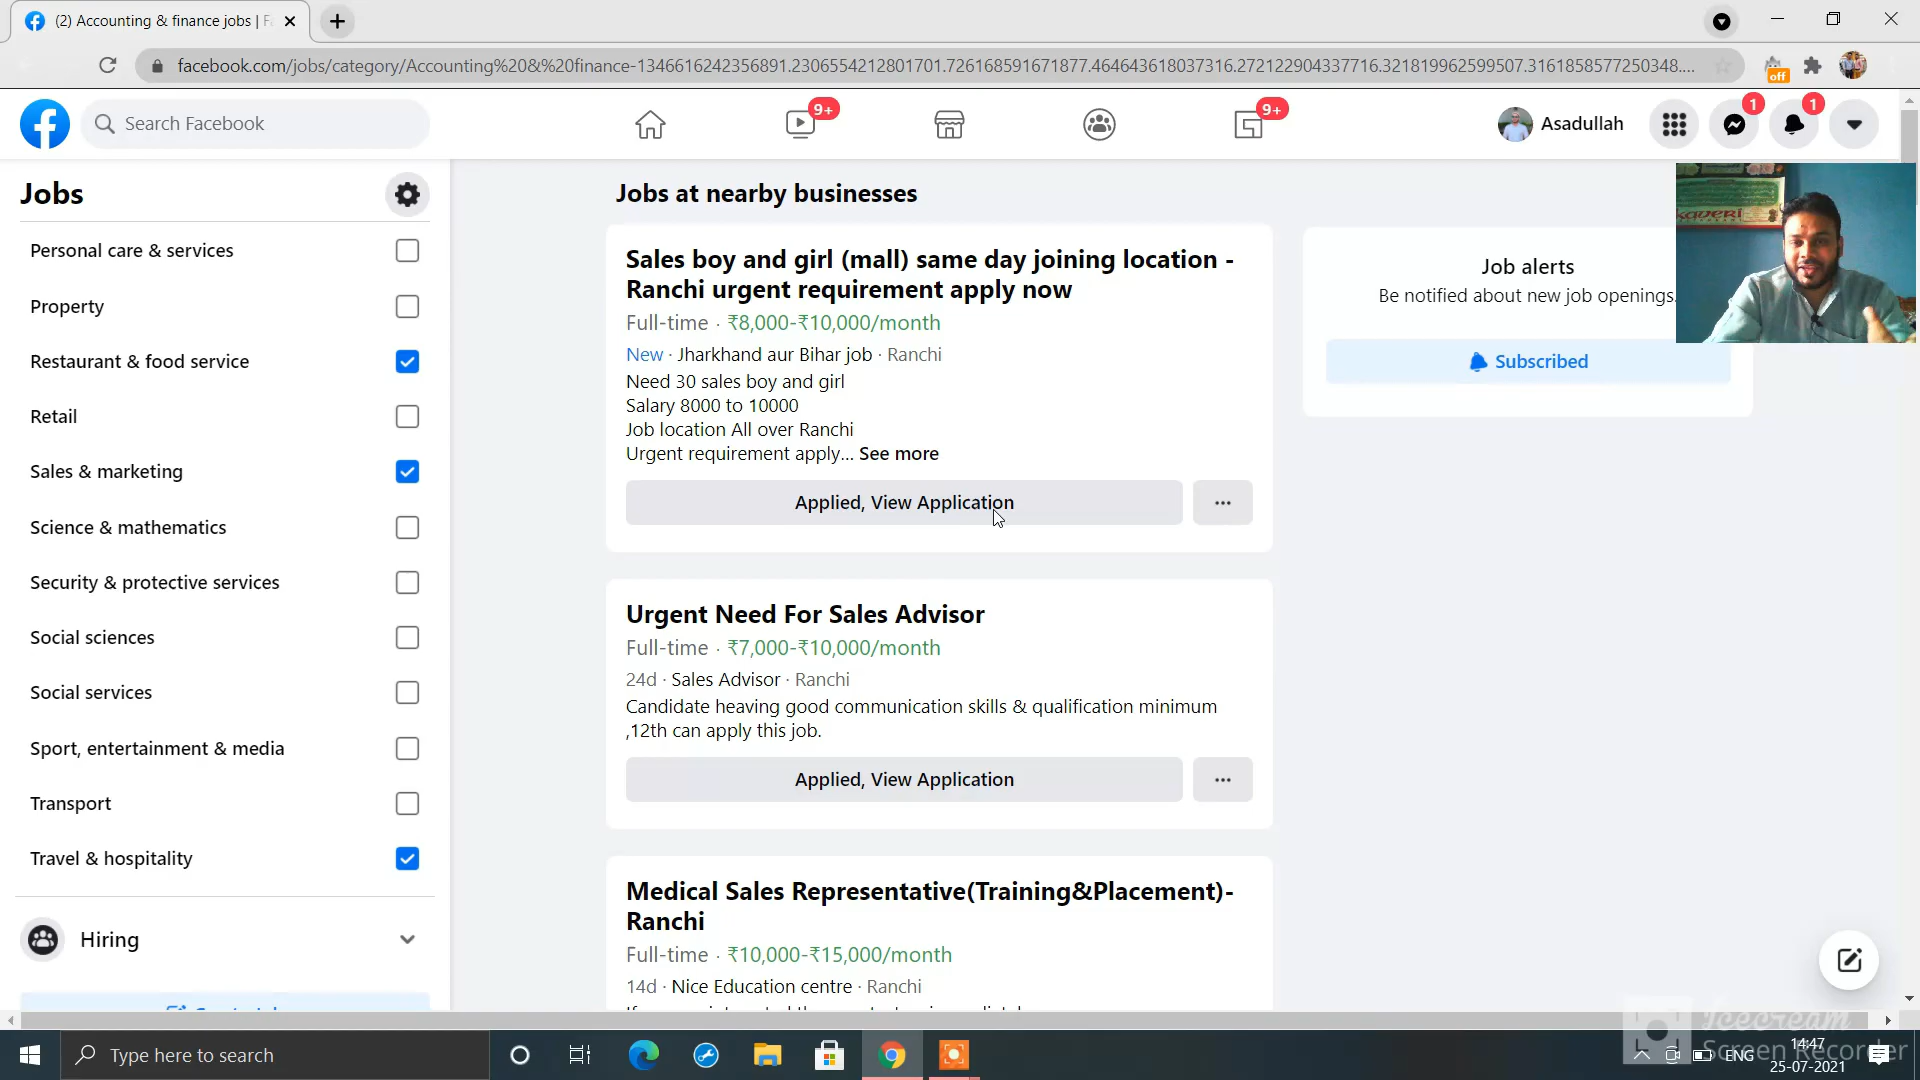 (2) Accounting & finance jobs | F
facebook.com/jobs/category/Accounting%20&%20finance-1346616242356891.2306554212801701.726168591671877.464643618037316.272122904337716.321819962599507.3161858577250348....
off
Search Facebook
9+
9+
Asadullah
1
1
Jobs
Personal care & services
Property
Restaurant & food service
Retail
Sales & marketing
Science & mathematics
Security & protective services
Social sciences
Social services
Sport, entertainment & media
Transport
Travel & hospitality
Hiring
Jobs at nearby businesses
Sales boy and girl (mall) same day joining location -
Ranchi urgent requirement apply now
Full-time · ₹8,000-₹10,000/month
New · Jharkhand aur Bihar job · Ranchi
Need 30 sales boy and girl
Salary 8000 to 10000
Job location All over Ranchi
Urgent requirement apply... See more
Applied, View Application
Urgent Need For Sales Advisor
Full-time · ₹7,000-₹10,000/month
24d · Sales Advisor · Ranchi
Candidate heaving good communication skills & qualification minimum
,12th can apply this job.
Applied, View Application
Medical Sales Representative(Training&Placement)-
Ranchi
Full-time · ₹10,000-₹15,000/month
14d · Nice Education centre · Ranchi
Job alerts
Be notified about new job openings.
Subscribed
KAVERI
Icecream
Screen Recorder
Type here to search
ENG
14:47
25-07-2021